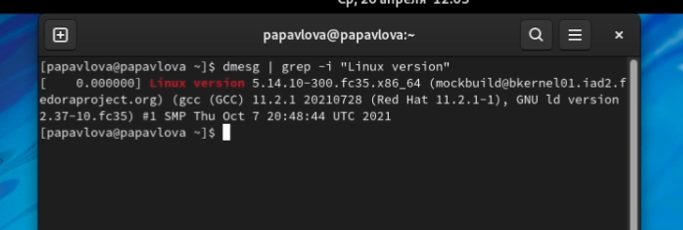 Ср, 20 апреля 12:05
papavlova@papavlova:~
[papavlova@papavlova ~]$ dmesg | grep -i "Linux version"
[    0.000000] Linux version 5.14.10-300.fc35.x86_64 (mockbuild@bkernel01.iad2.f
edoraproject.org) (gcc (GCC) 11.2.1 20210728 (Red Hat 11.2.1-1), GNU ld version
2.37-10.fc35) #1 SMP Thu Oct 7 20:48:44 UTC 2021
[papavlova@papavlova ~]$